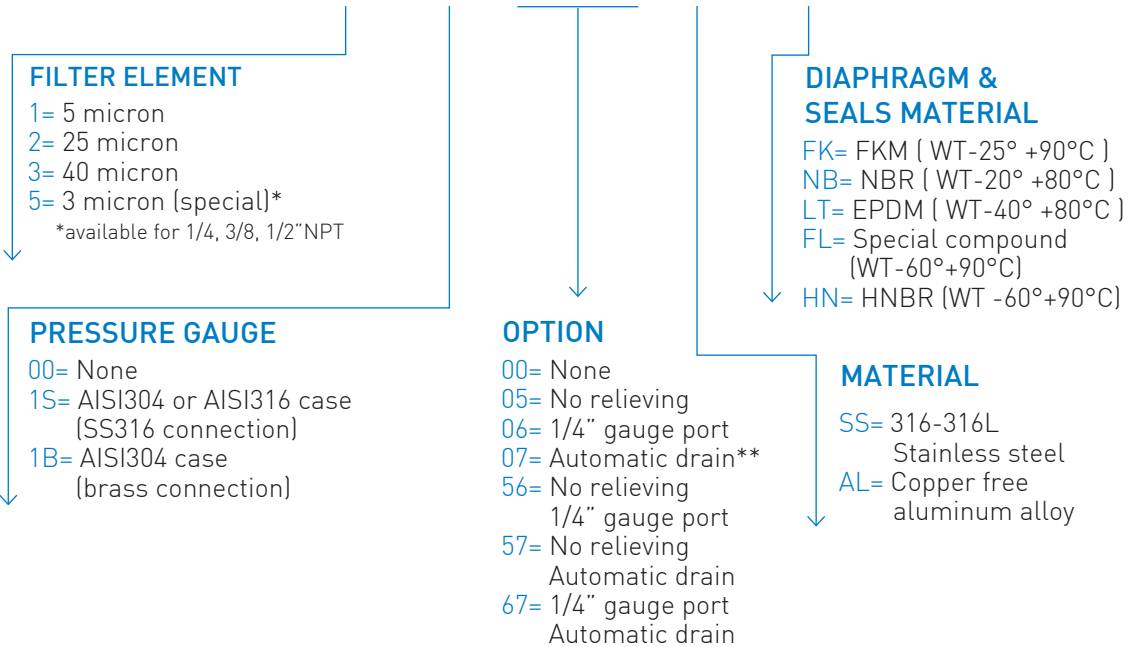 FILTER ELEMENT
1= 5 micron
2= 25 micron
3= 40 micron
5= 3 micron (special)*
*available for 1/4, 3/8, 1/2"NPT
PRESSURE GAUGE
00= None
1S= AISI304 or AISI316 case
(SS316 connection)
1B= AISI304 case
(brass connection)
OPTION
00= None
05= No relieving
06= 1/4" gauge port
07= Automatic drain**
56= No relieving
1/4" gauge port
57= No relieving
Automatic drain
67= 1/4" gauge port
Automatic drain
DIAPHRAGM &
SEALS MATERIAL
FK= FKM ( WT-25° +90°C )
NB= NBR ( WT-20° +80°C )
LT= EPDM ( WT-40° +80°C )
FL= Special compound
(WT-60°+90°C)
HN= HNBR (WT -60°+90°C)
MATERIAL
SS= 316-316L
Stainless steel
AL= Copper free
aluminum alloy